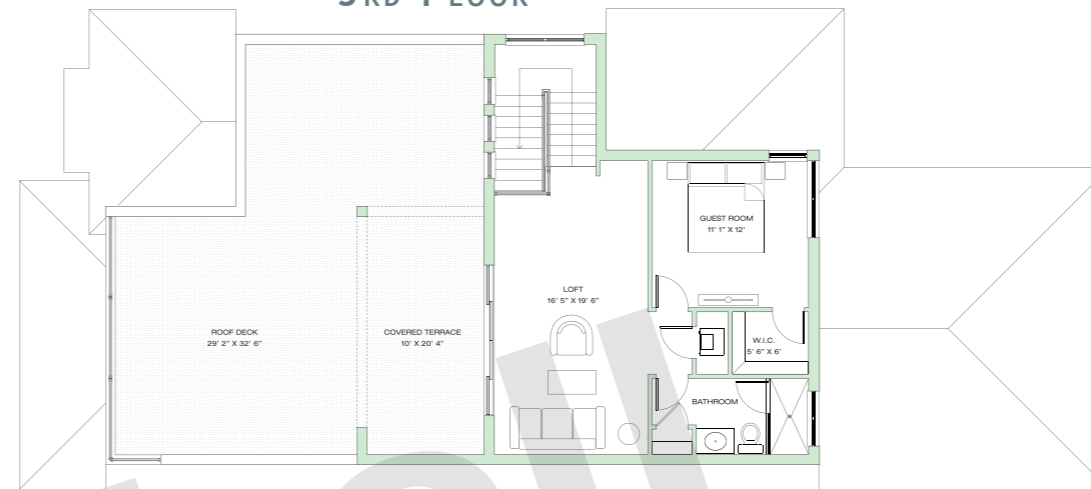 3RD FLOOR
GUEST ROOM
11' 1" X 12'
LOFT
16' 5" X 19' 6"
ROOF DECK
29' 2" X 32' 6"
COVERED TERRACE
10' X 20' 4"
W.I.C.
5' 6" X 6'
BATHROOM